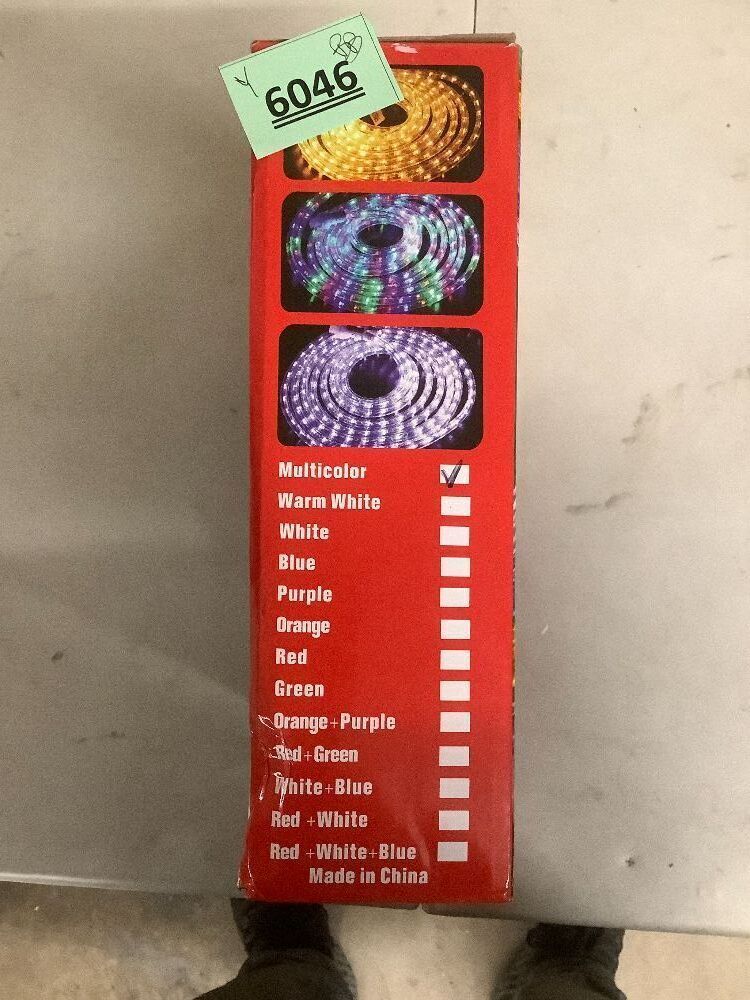 6046
Multicolor
Warm White
White
Blue
Purple
Orange
Red
Green
Orange+Purple
Red+Green
White+Blue
Red +White
Red +White+Blue
Made in China